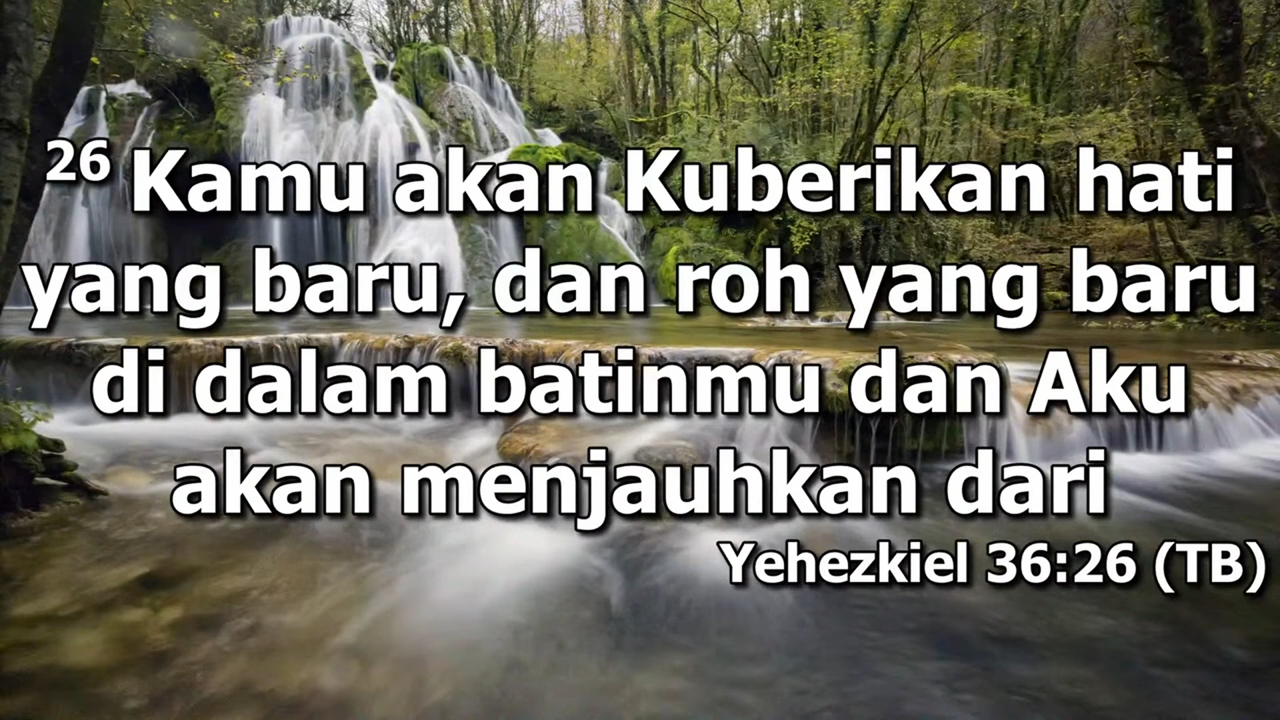 26 Kamu akan Kuberikan hati
yang baru, dan roh yang baru
di dalam batinmu dan Aku
akan menjauhkan dari
Yehezkiel 36:26 (TB)